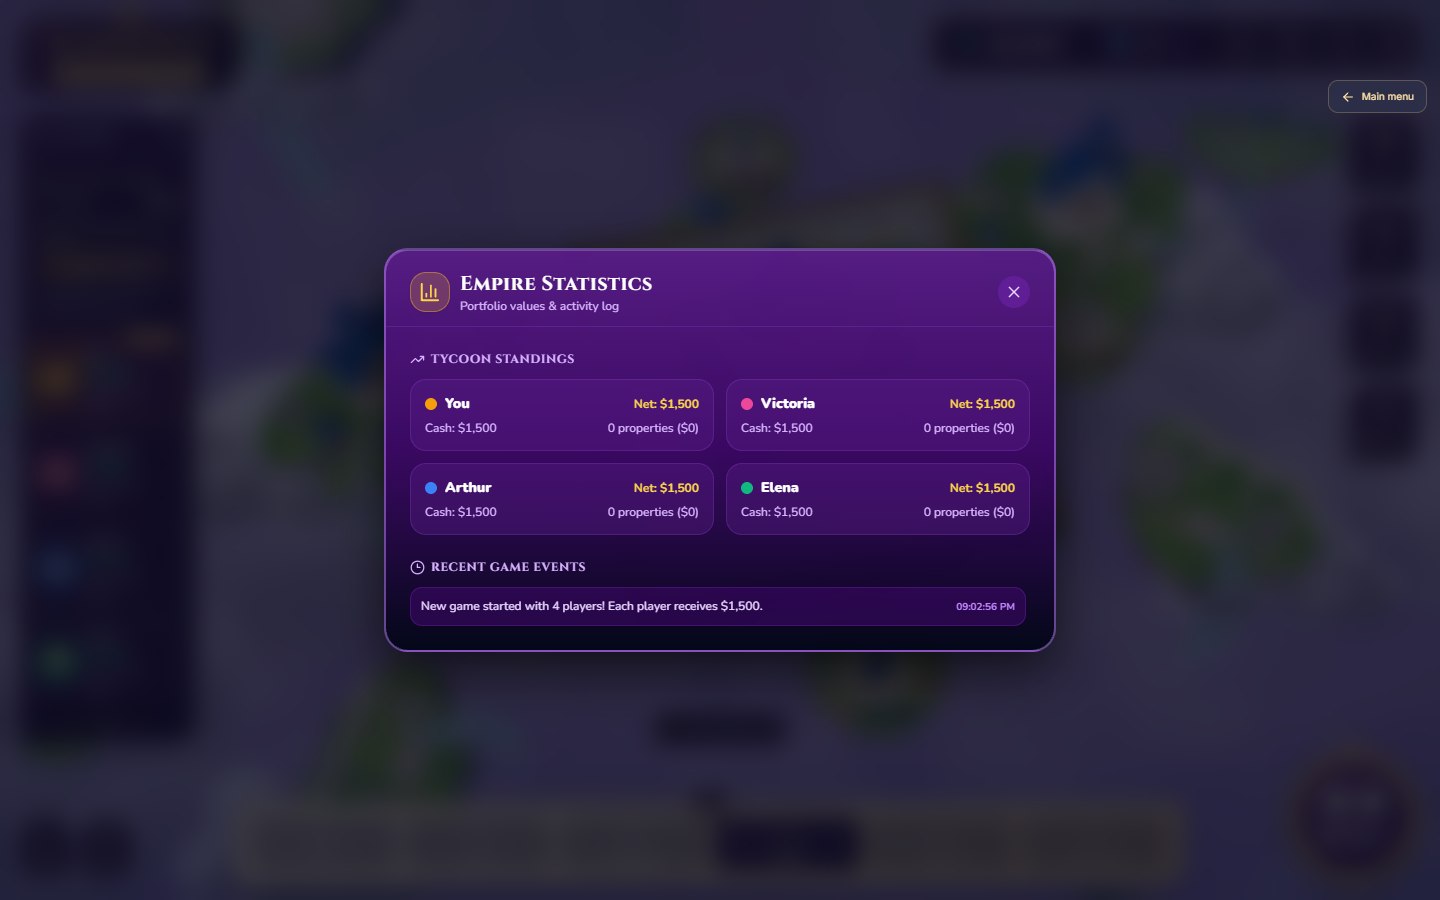 Main menu
Empire Statistics
Portfolio values & activity log
TYCOON STANDINGS
You Net: $1,500
Cash: $1,500 0 properties ($0)
Victoria Net: $1,500
Cash: $1,500 0 properties ($0)
Arthur Net: $1,500
Cash: $1,500 0 properties ($0)
Elena Net: $1,500
Cash: $1,500 0 properties ($0)
RECENT GAME EVENTS
New game started with 4 players! Each player receives $1,500. 09:02:56 PM